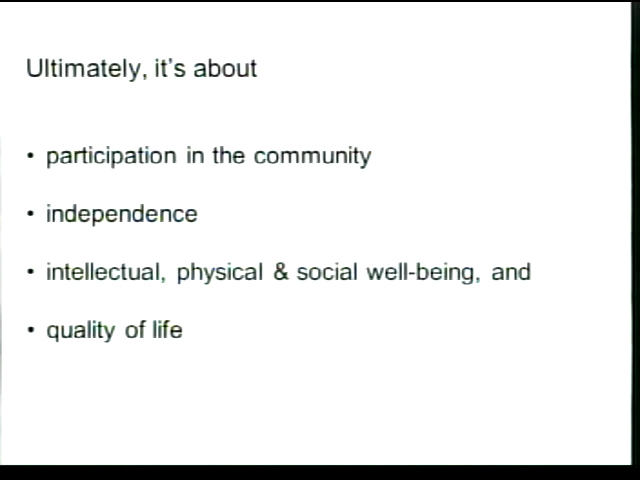 Ultimately, it's about
• participation in the community
• independence
• intellectual, physical & social well-being, and
• quality of life